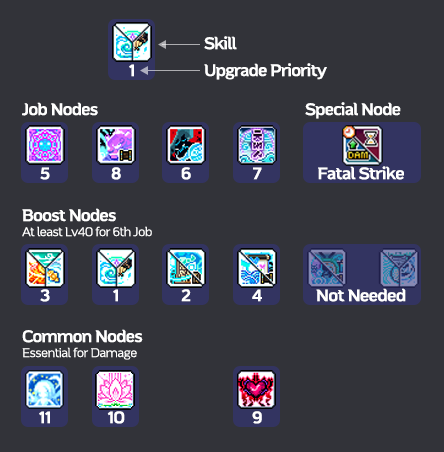 Skill
1 Upgrade Priority
Job Nodes Special Node
DAM
5 8 6 7 Fatal Strike
Boost Nodes
At least Lv40 for 6th Job
3 1 2 4 Not Needed
Common Nodes
Essential for Damage
11 10 9